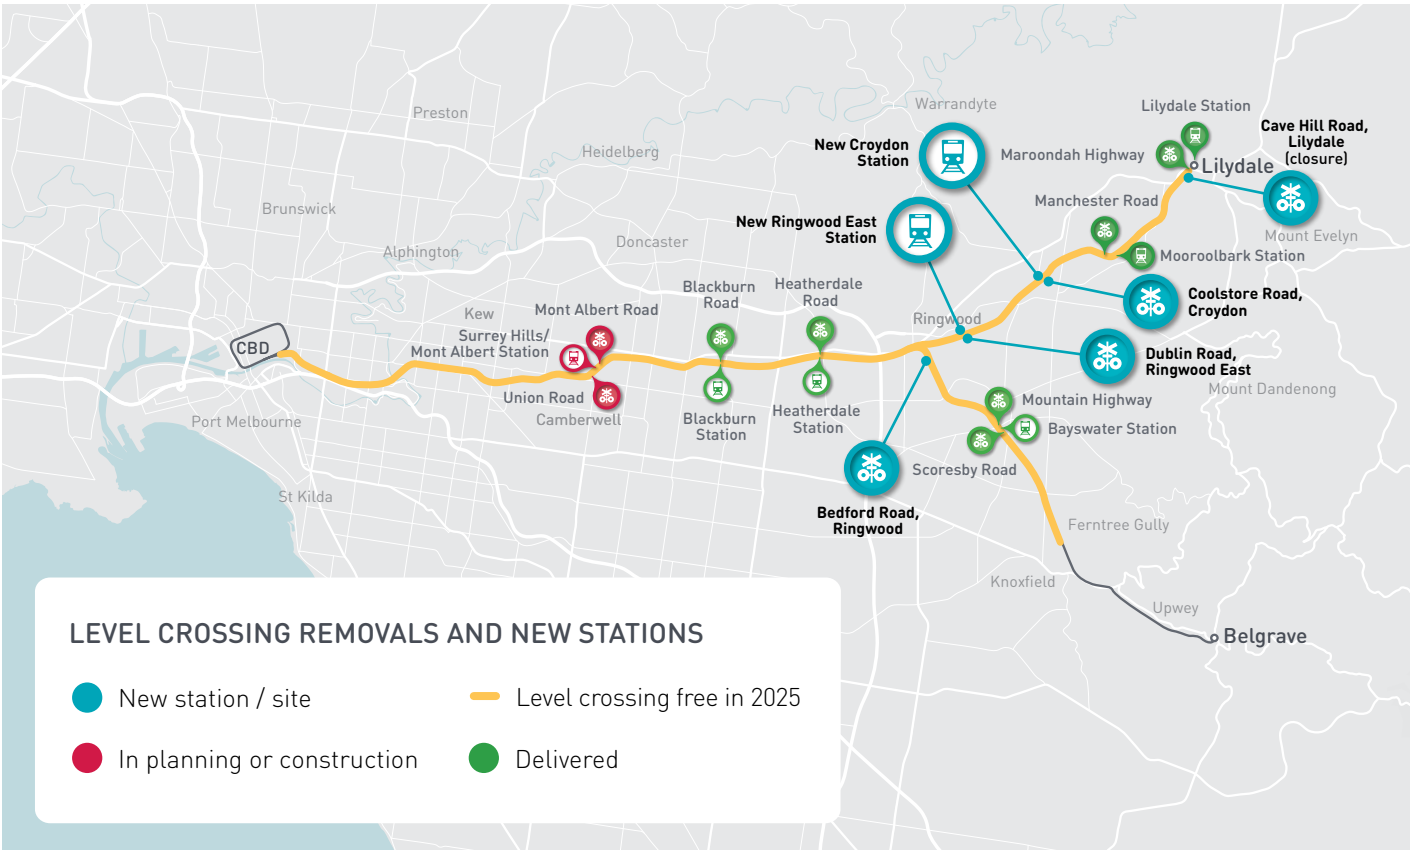 Warrandyte
Lilydale Station
Preston
Cave Hill Road,
Lilydale
(closure)
New Croydon
Station
Maroondah Highway
Heidelberg
Lilydale
Manchester Road
Brunswick
New Ringwood East
Station
Mount Evelyn
Doncaster
Alphington
Mooroolbark Station
Blackburn
Road
Heatherdale
Road
Coolstore Road,
Croydon
Mont Albert Road
Kew
Ringwood
Surrey Hills/
Mont Albert Station
CBD
Dublin Road,
Ringwood East
Mount Dandenong
Union Road
Mountain Highway
Camberwell
Port Melbourne
Blackburn
Station
Heatherdale
Station
Bayswater Station
Scoresby Road
St Kilda
Bedford Road,
Ringwood
Ferntree Gully
Knoxfield
Upwey
Belgrave
LEVEL CROSSING REMOVALS AND NEW STATIONS
New station / site
Level crossing free in 2025
In planning or construction
Delivered